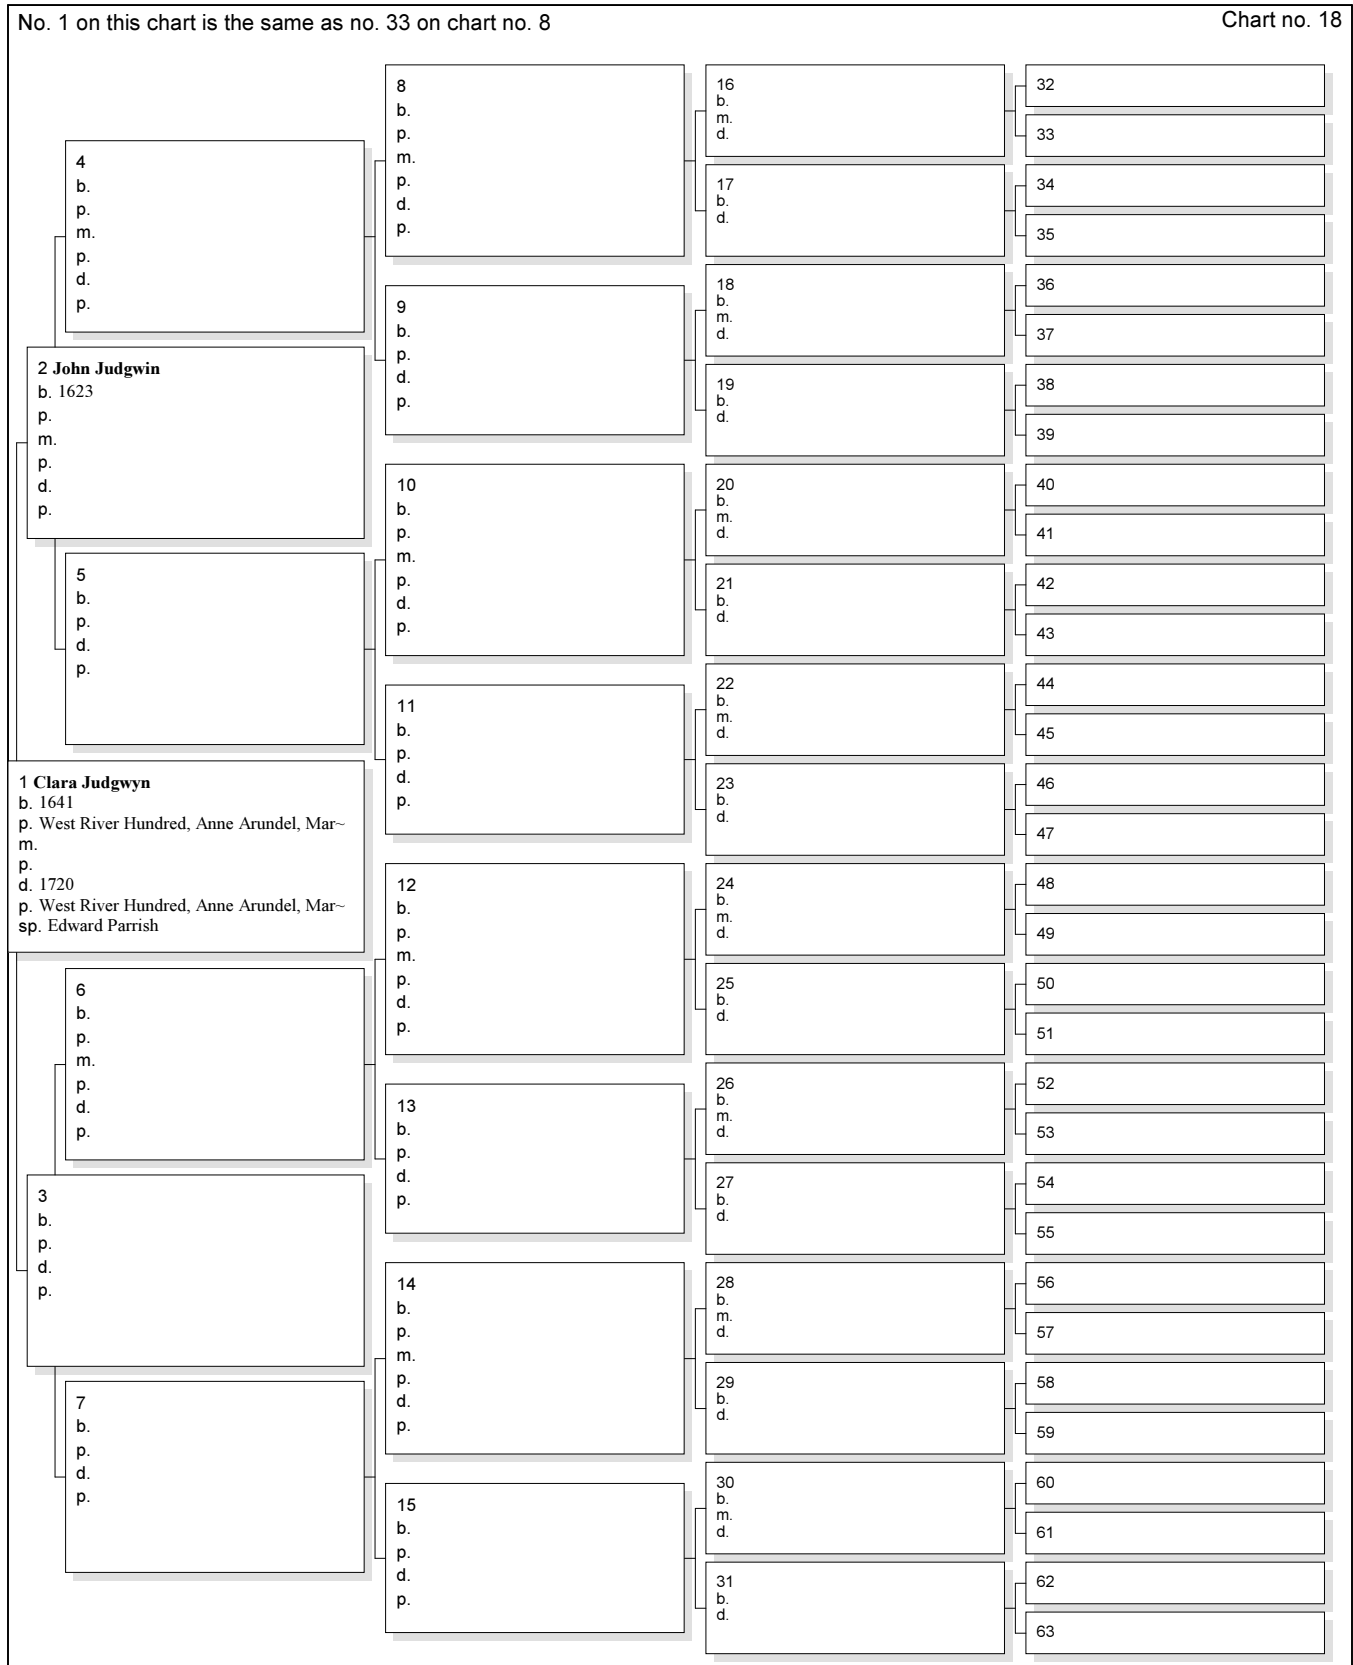 No. 1 on this chart is the same as no. 33 on chart no. 8
Chart no. 18
1 Clara Judgwyn
b. 1641
p. West River Hundred, Anne Arundel, Mar~
m.
p.
d. 1720
p. West River Hundred, Anne Arundel, Mar~
sp. Edward Parrish
2 John Judgwin
b. 1623
p.
m.
p.
d.
p.
3
b.
p.
d.
p.
4
b.
p.
m.
p.
d.
p.
5
b.
p.
d.
p.
6
b.
p.
m.
p.
d.
p.
7
b.
p.
d.
p.
8
b.
p.
m.
p.
d.
p.
9
b.
p.
d.
p.
10
b.
p.
m.
p.
d.
p.
11
b.
p.
d.
p.
12
b.
p.
m.
p.
d.
p.
13
b.
p.
d.
p.
14
b.
p.
m.
p.
d.
p.
15
b.
p.
d.
p.
16
b.
m.
d.
17
b.
d.
18
b.
m.
d.
19
b.
d.
20
b.
m.
d.
21
b.
d.
22
b.
m.
d.
23
b.
d.
24
b.
m.
d.
25
b.
d.
26
b.
m.
d.
27
b.
d.
28
b.
m.
d.
29
b.
d.
30
b.
m.
d.
31
b.
d.
32
33
34
35
36
37
38
39
40
41
42
43
44
45
46
47
48
49
50
51
52
53
54
55
56
57
58
59
60
61
62
63